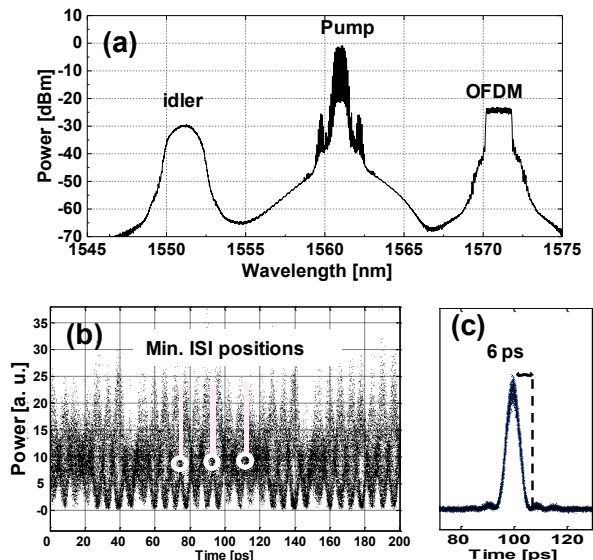 (a)
Pump
idler
OFDM
Power [dBm]
10
0
-10
-20
-30
-40
-50
-60
-70
1545 1550 1555 1560 1565 1570 1575
Wavelength [nm]
(b)
Min. ISI positions
Power [a. u.]
35
30
25
20
15
10
5
-0
0 20 40 60 80 100 120 140 160 180 200
Time [ps]
(c)
6 ps
80 100 120
Time [ps]